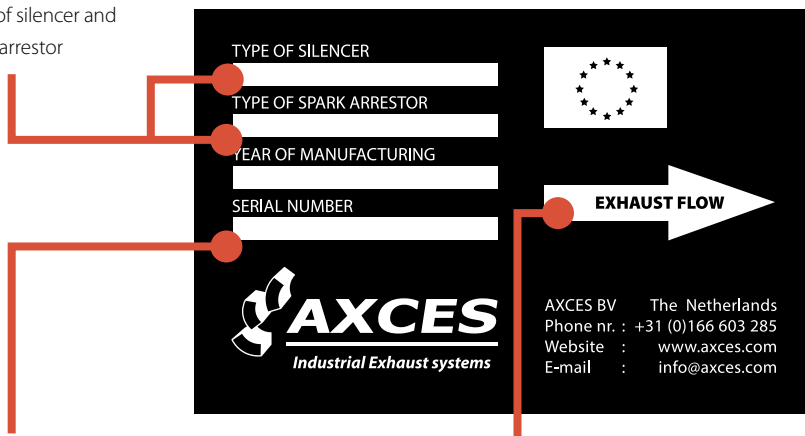 of silencer and
arrestor
TYPE OF SILENCER
TYPE OF SPARK ARRESTOR
YEAR OF MANUFACTURING
SERIAL NUMBER
EXHAUST FLOW
AXCES
Industrial Exhaust systems
AXCES BV The Netherlands
Phone nr. : +31 (0)166 603 285
Website : www.axces.com
E-mail : info@axces.com